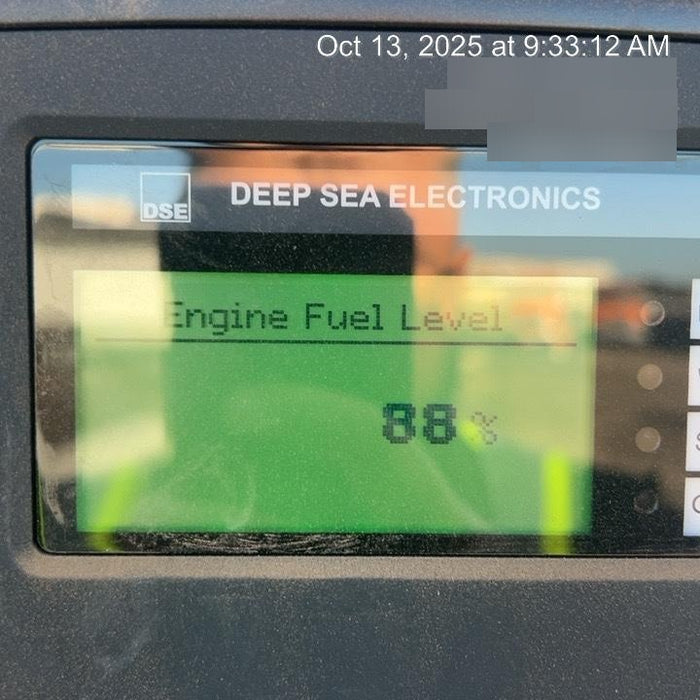 Oct 13, 2025 at 9:33:12 AM
DSE
DEEP SEA ELECTRONICS
Engine Fuel Level
88 %